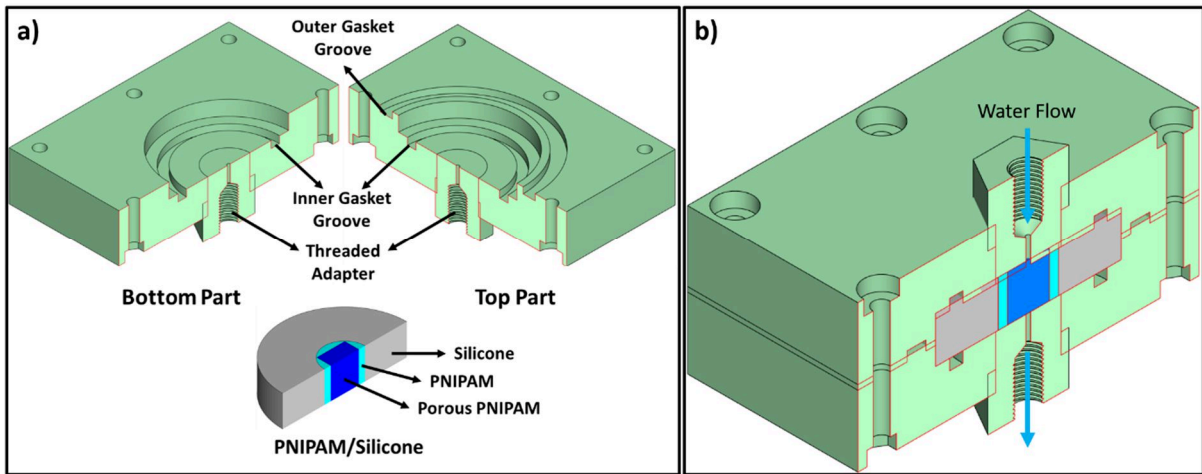 a)
Outer Gasket
Groove
Inner Gasket
Groove
Threaded
Adapter
Bottom Part
Top Part
Silicone
PNIPAM
Porous PNIPAM
PNIPAM/Silicone
b)
Water Flow